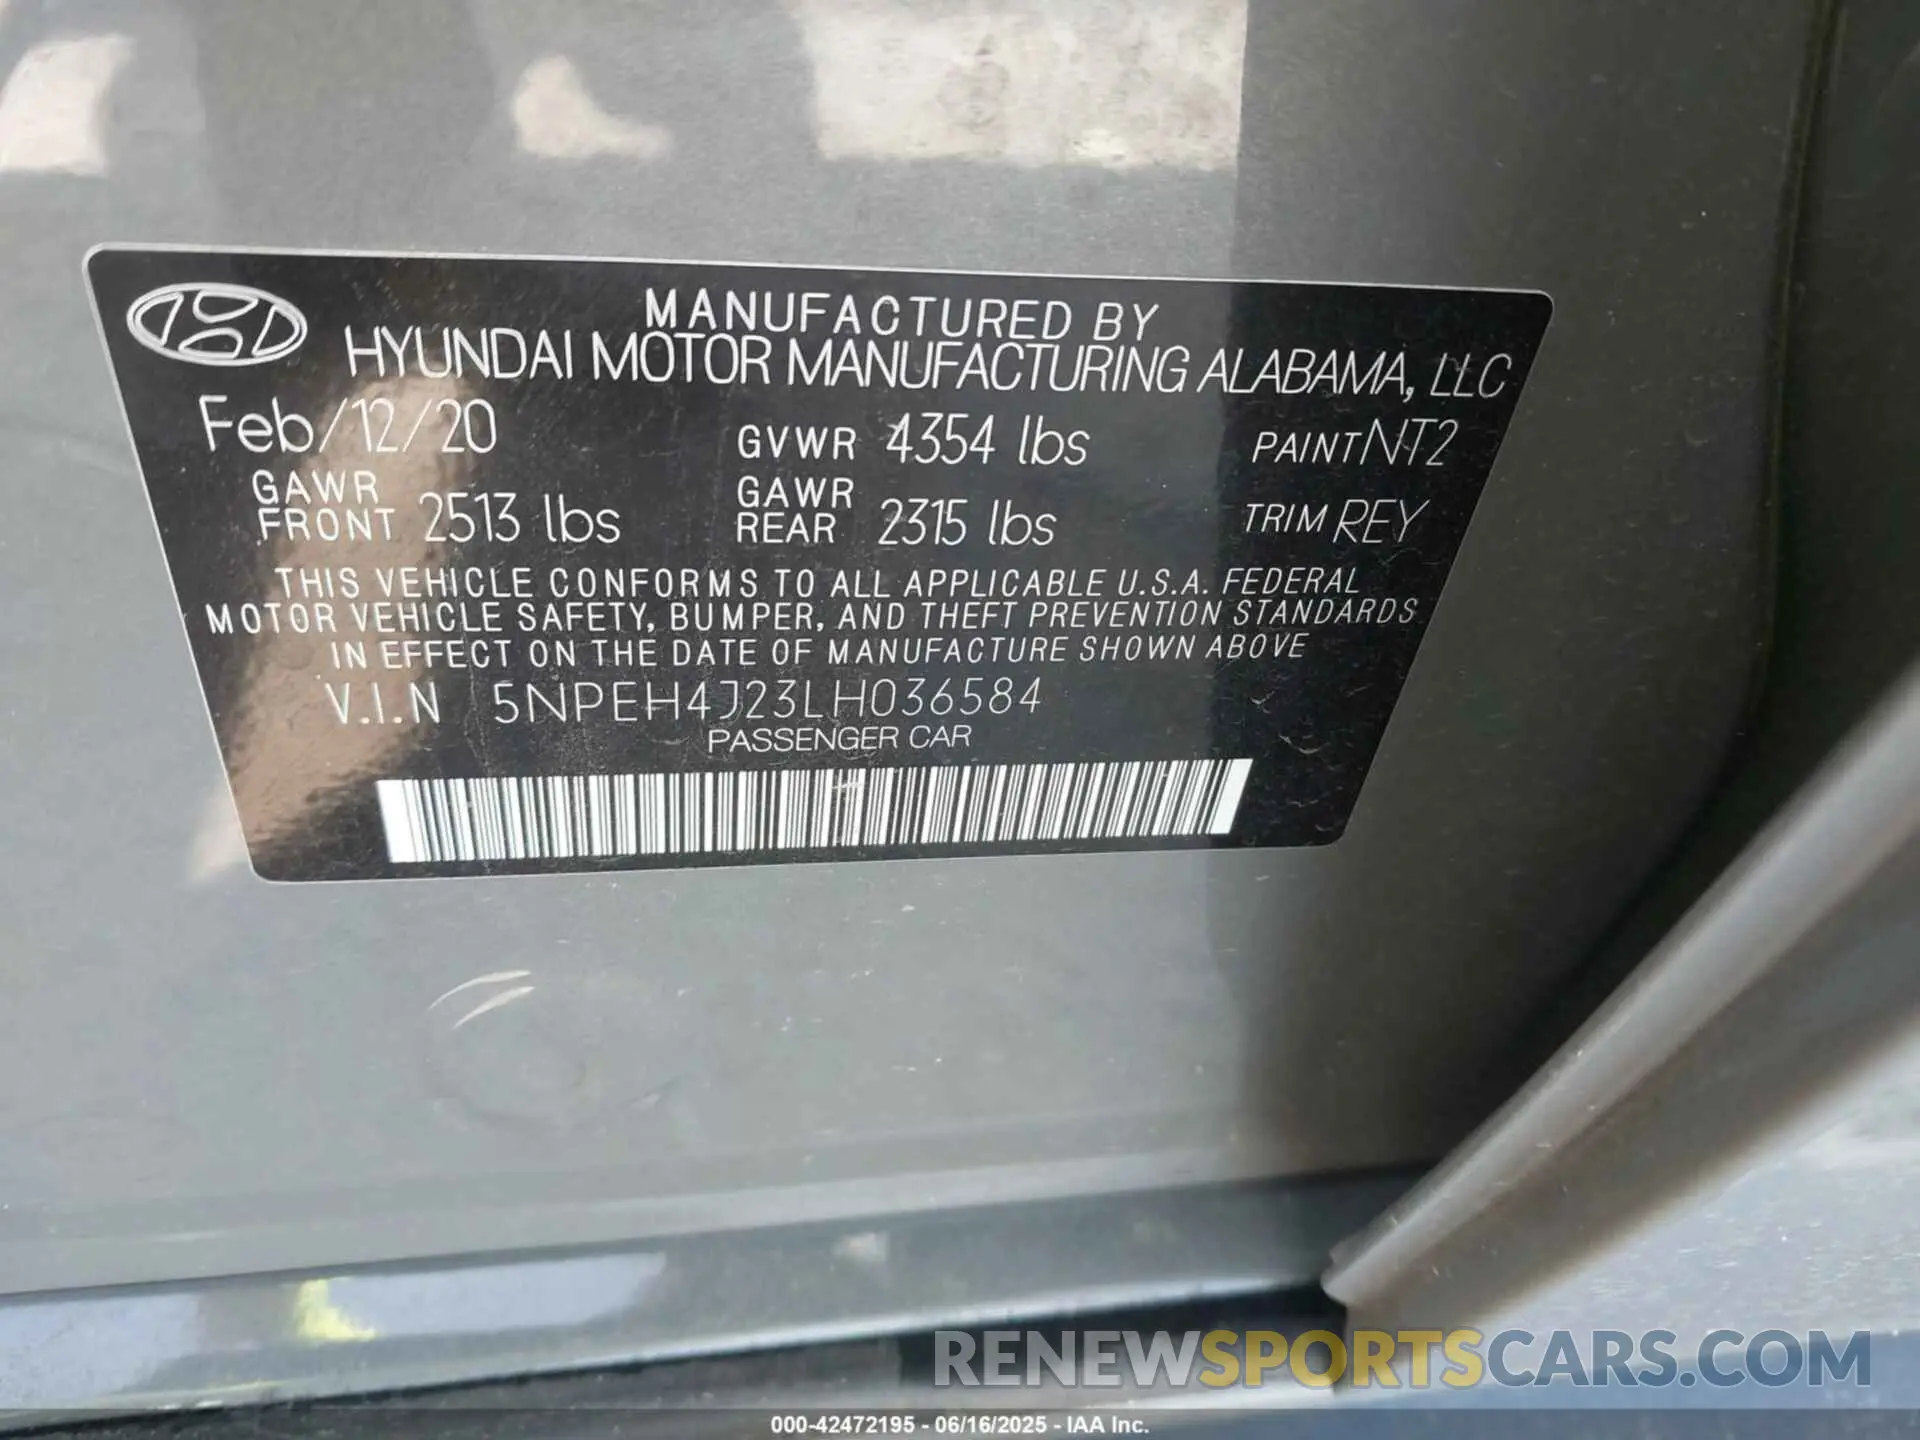 MANUFACTURED BY
HYUNDAI MOTOR MANUFACTURING ALABAMA, LLC
Feb/12/20 GVWR 4354 lbs PAINT NT2
GAWR FRONT 2513 lbs GAWR REAR 2315 lbs TRIM REY
THIS VEHICLE CONFORMS TO ALL APPLICABLE U.S.A. FEDERAL
MOTOR VEHICLE SAFETY, BUMPER, AND THEFT PREVENTION STANDARDS
IN EFFECT ON THE DATE OF MANUFACTURE SHOWN ABOVE
V.I.N 5NPEH4J23LH036584
PASSENGER CAR
RENEWSPORTSCARS.COM
000-42472195 - 06/16/2025 - IAA Inc.